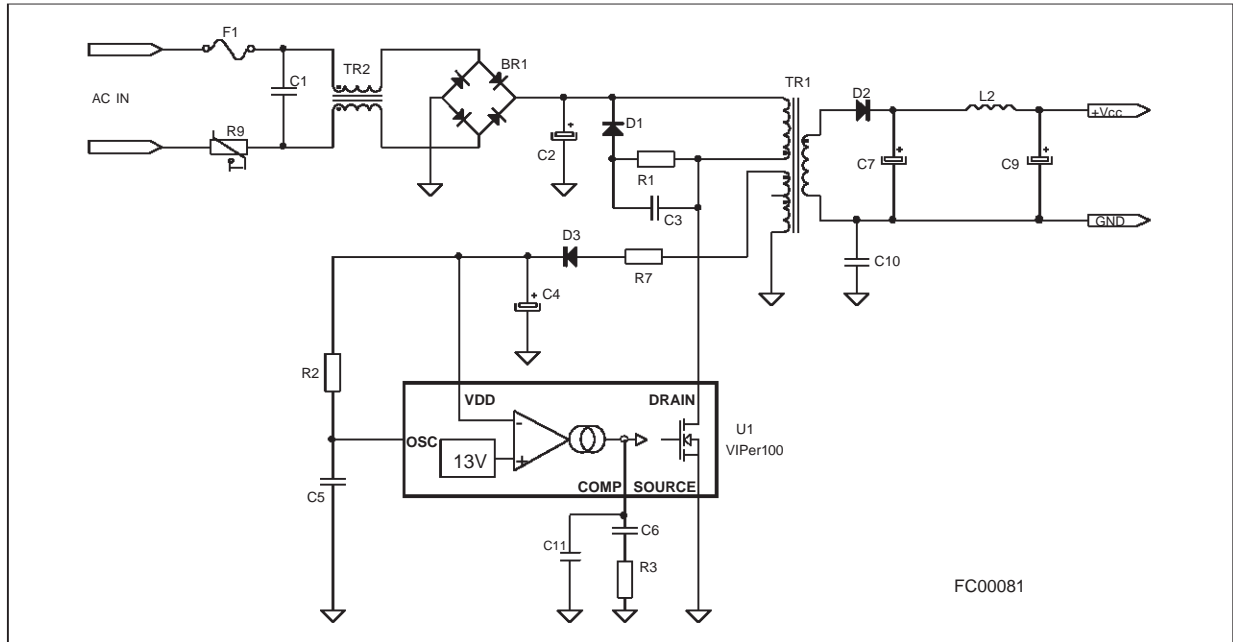 F1
BR1
TR2
C1
AC IN
TR1
D2
L2
+Vcc
R9
T°
D1
C2
R1
C7
C9
C3
GND
D3
C10
R7
C4
R2
VDD
DRAIN
U1
VIPer100
OSC
-
13V
+
COMP
SOURCE
C5
C6
C11
R3
FC00081